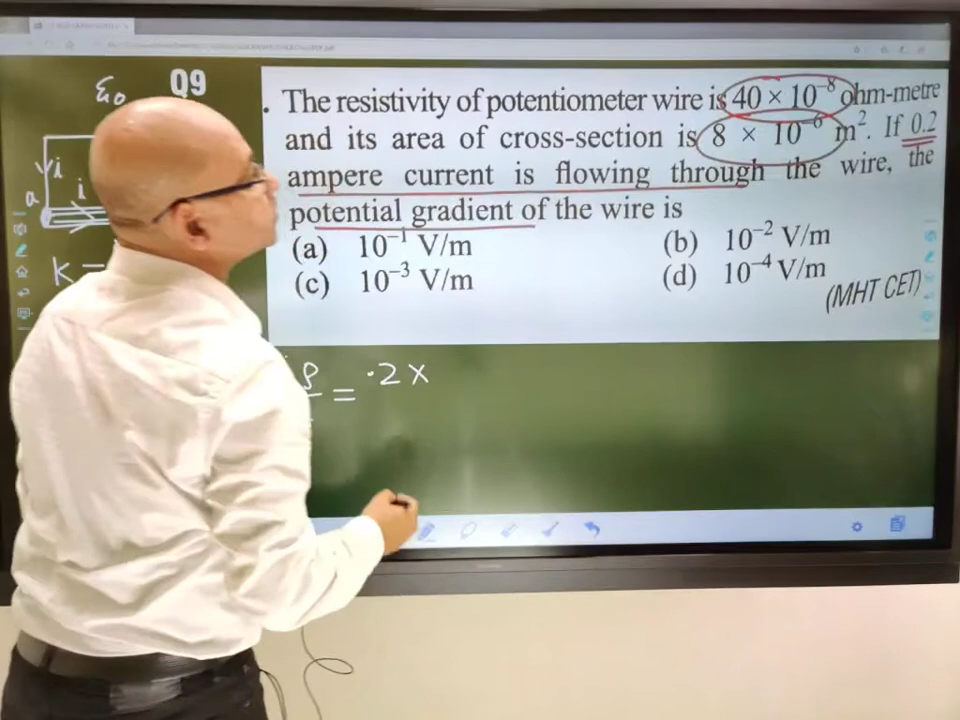 ε₀
Q9
. The resistivity of potentiometer wire is 40 × 10⁻⁸ ohm-metre
and its area of cross-section is 8 × 10⁻⁶ m². If 0.2
ampere current is flowing through the wire, the
potential gradient of the wire is
(a) 10⁻¹ V/m
(b) 10⁻² V/m
(c) 10⁻³ V/m
(d) 10⁻⁴ V/m
(MHT CET)
i
a
i
K =
ρ = .2 ×